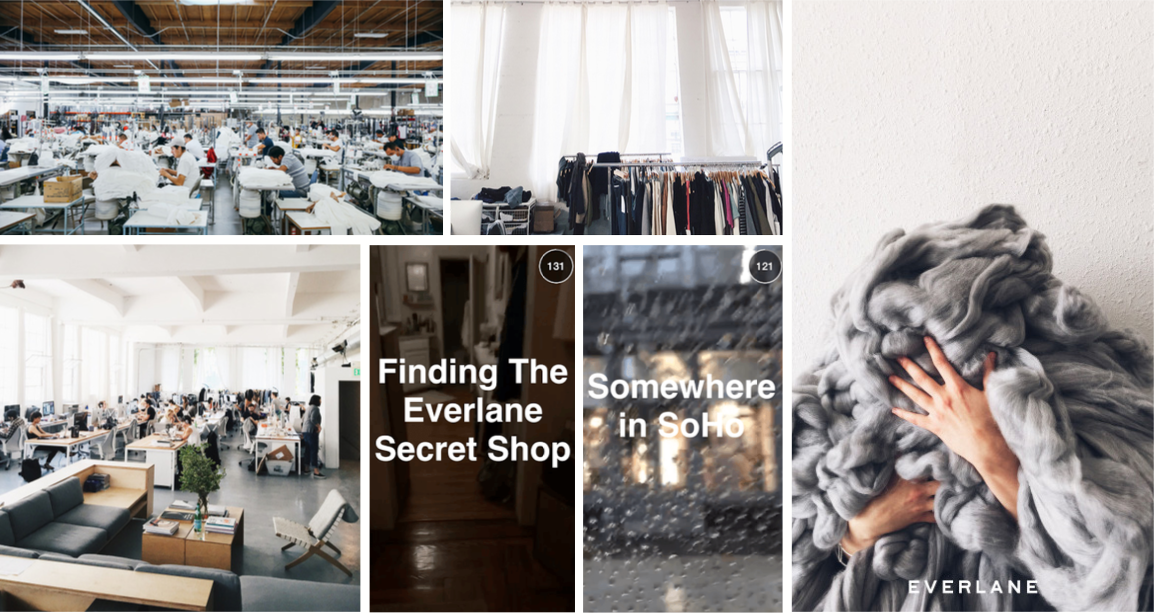 131
Finding The
Everlane
Secret Shop
121
Somewhere
in SoHo
EVERLANE